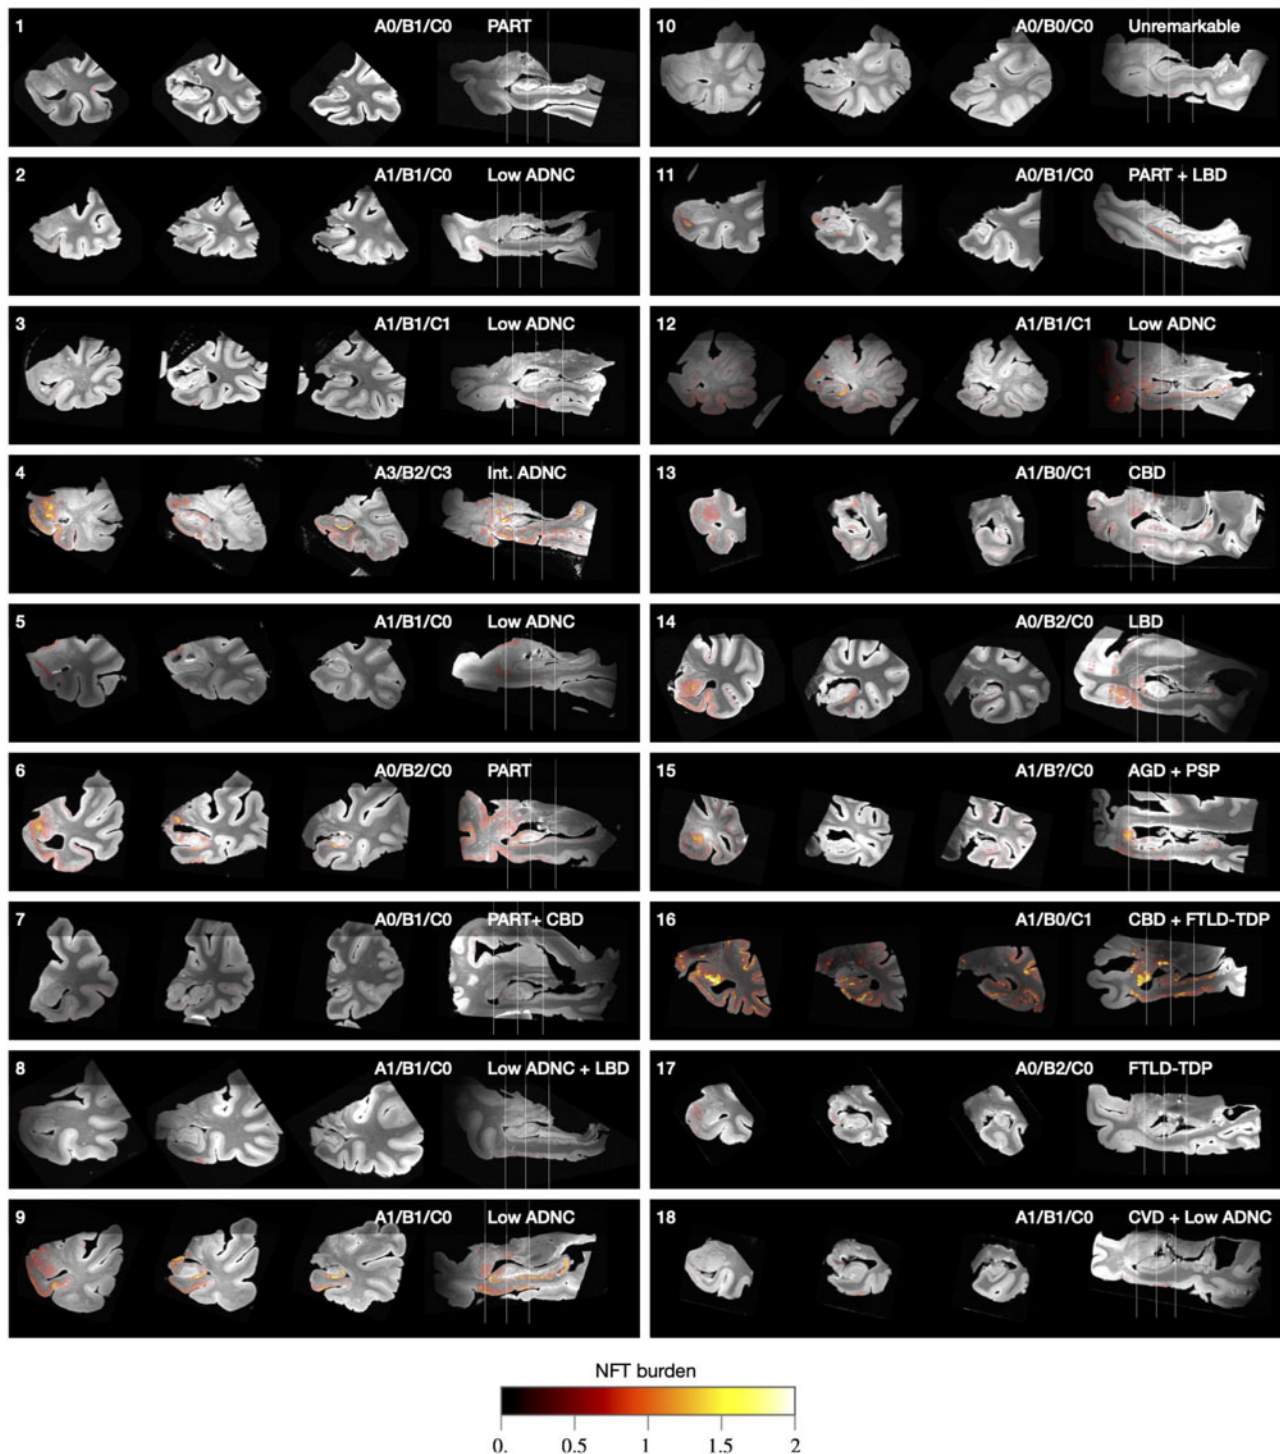 1 A0/B1/C0 PART
2 A1/B1/C0 Low ADNC
3 A1/B1/C1 Low ADNC
4 A3/B2/C3 Int. ADNC
5 A1/B1/C0 Low ADNC
6 A0/B2/C0 PART
7 A0/B1/C0 PART+ CBD
8 A1/B1/C0 Low ADNC + LBD
9 A1/B1/C0 Low ADNC
10 A0/B0/C0 Unremarkable
11 A0/B1/C0 PART + LBD
12 A1/B1/C1 Low ADNC
13 A1/B0/C1 CBD
14 A0/B2/C0 LBD
15 A1/B?/C0 AGD + PSP
16 A1/B0/C1 CBD + FTLD-TDP
17 A0/B2/C0 FTLD-TDP
18 A1/B1/C0 CVD + Low ADNC
NFT burden
0. 0.5 1 1.5 2